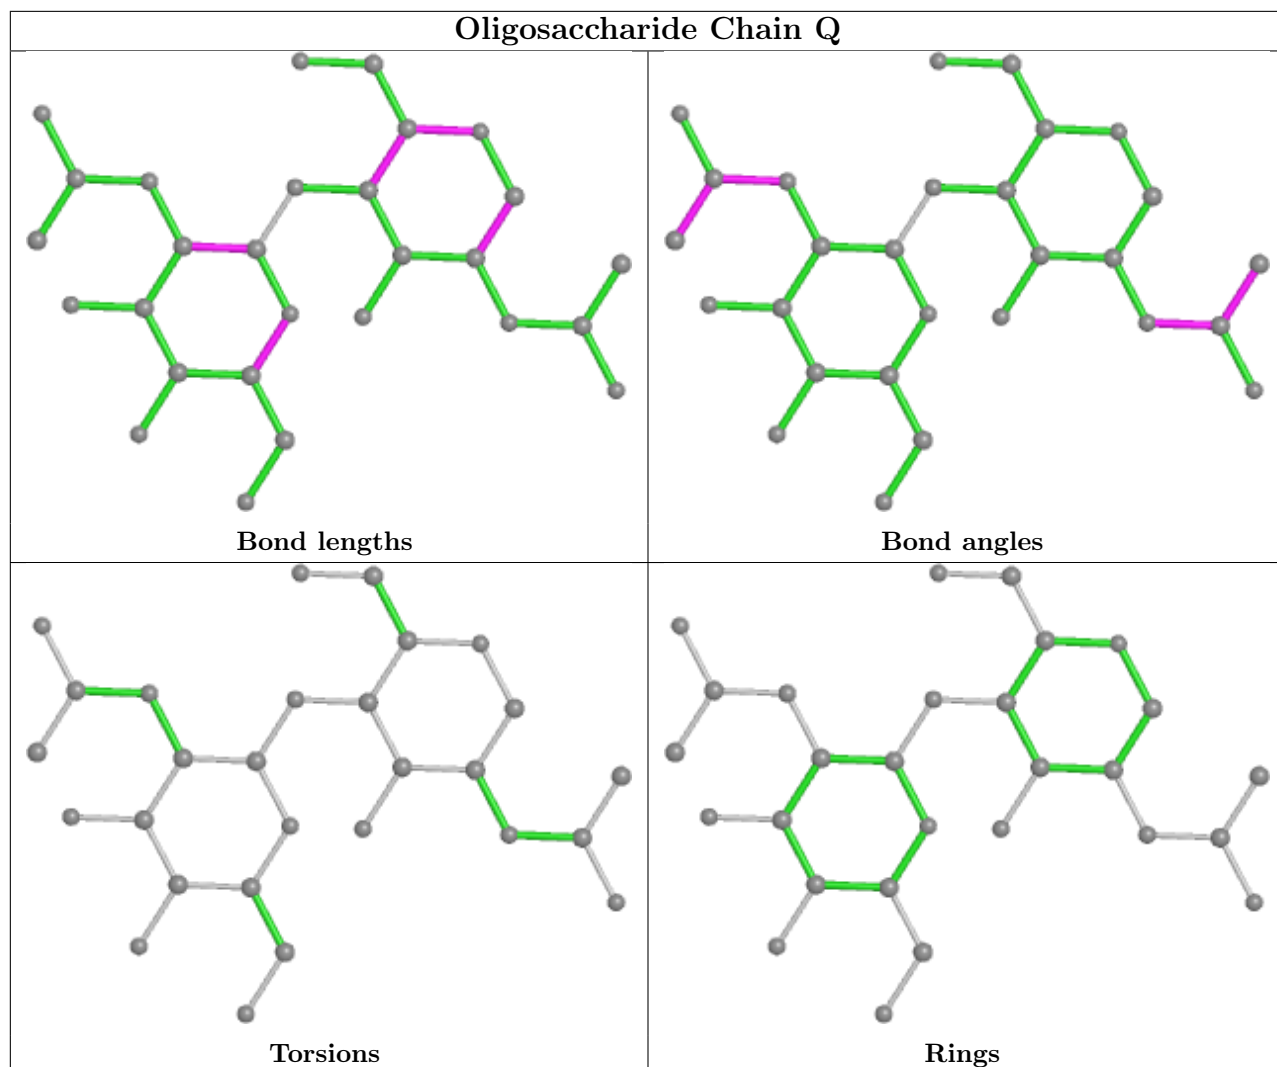 Oligosaccharide Chain Q
Bond lengths
Bond angles
Torsions
Rings